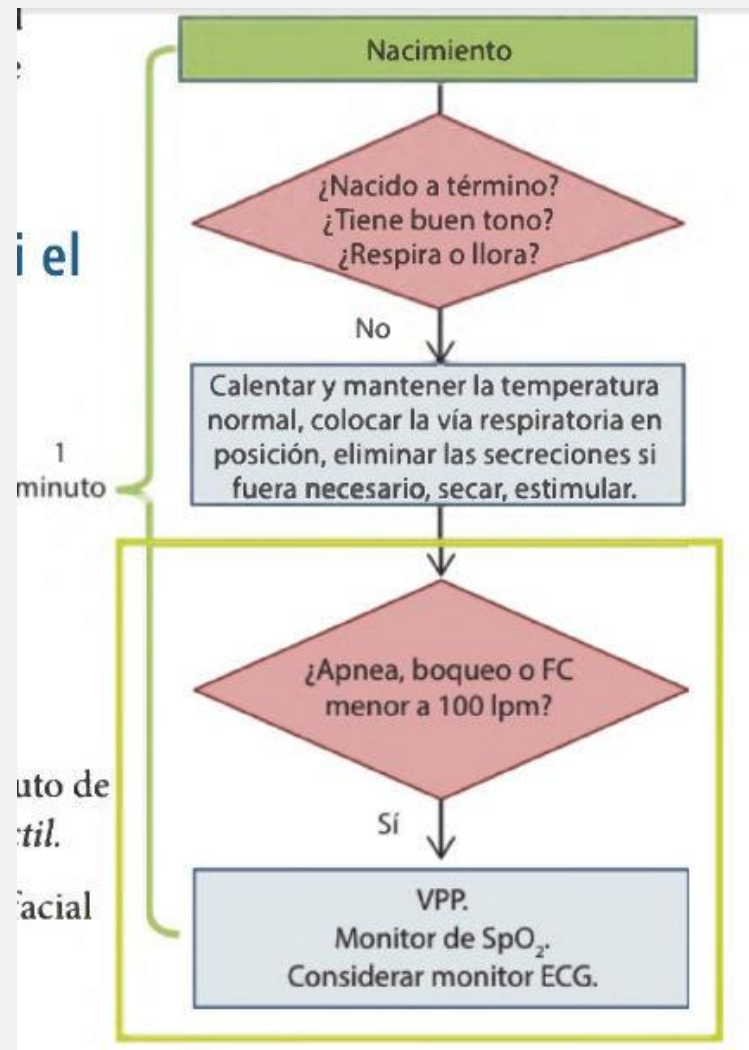 Nacimiento
¿Nacido a término?
¿Tiene buen tono?
¿Respira o llora?
i el
No
Calentar y mantener la temperatura
normal, colocar la vía respiratoria en
posición, eliminar las secreciones si
fuera necesario, secar, estimular.
1
minuto
¿Apnea, boqueo o FC
menor a 100 lpm?
uto de
til.
Sí
facial
VPP.
Monitor de SpO₂.
Considerar monitor ECG.